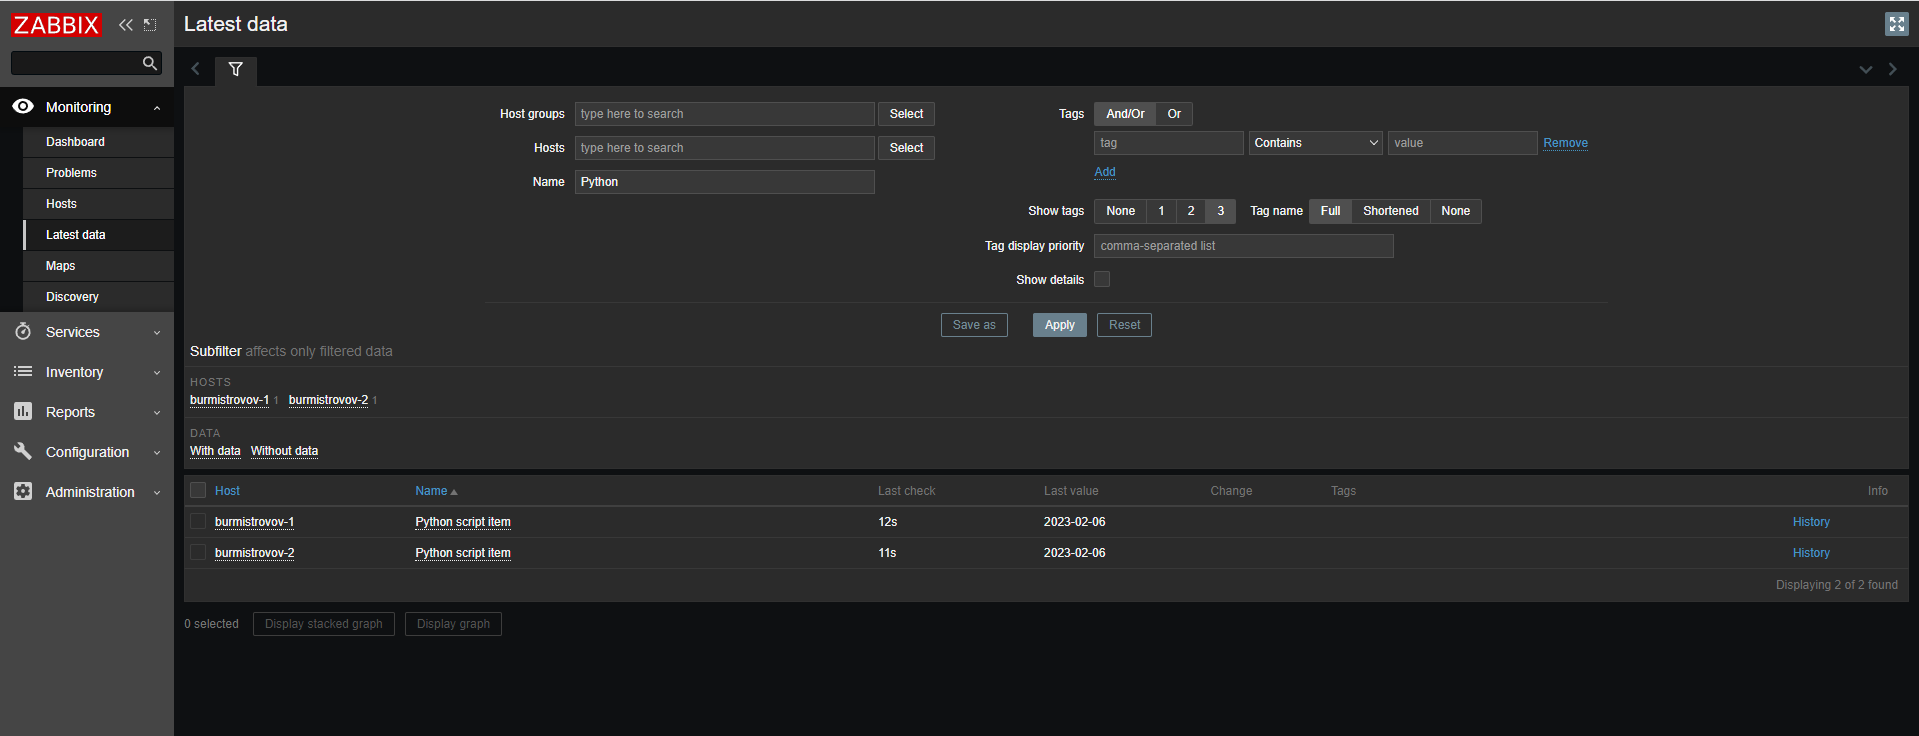 ZABBIX
Latest data
Monitoring
Dashboard
Problems
Hosts
Latest data
Maps
Discovery
Services
Inventory
Reports
Configuration
Administration
Host groups type here to search Select
Hosts type here to search Select
Name Python
Tags And/Or Or
tag Contains value Remove
Add
Show tags None 1 2 3 Tag name Full Shortened None
Tag display priority comma-separated list
Show details
Save as Apply Reset
Subfilter affects only filtered data
HOSTS
burmistrovov-1 1 burmistrovov-2 1
DATA
With data Without data
Host Name Last check Last value Change Tags Info
burmistrovov-1 Python script item 12s 2023-02-06 History
burmistrovov-2 Python script item 11s 2023-02-06 History
Displaying 2 of 2 found
0 selected Display stacked graph Display graph